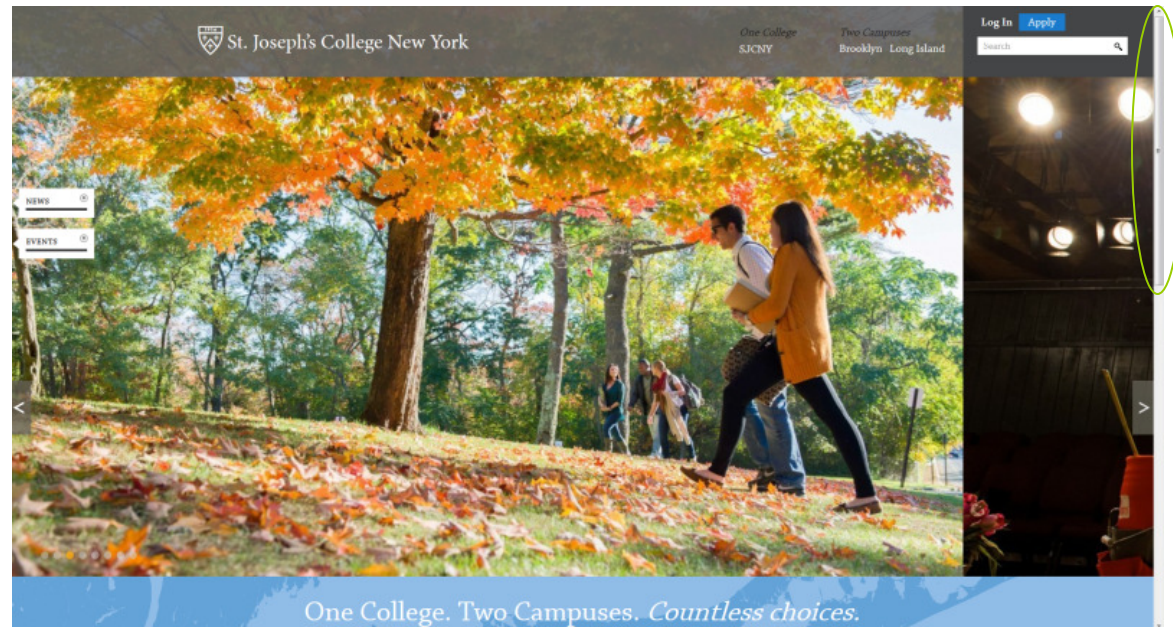 St. Joseph's College New York
One College
SJCNY
Two Campuses
Brooklyn Long Island
Log In Apply
Search
NEWS
EVENTS
<
>
One College. Two Campuses. Countless choices.